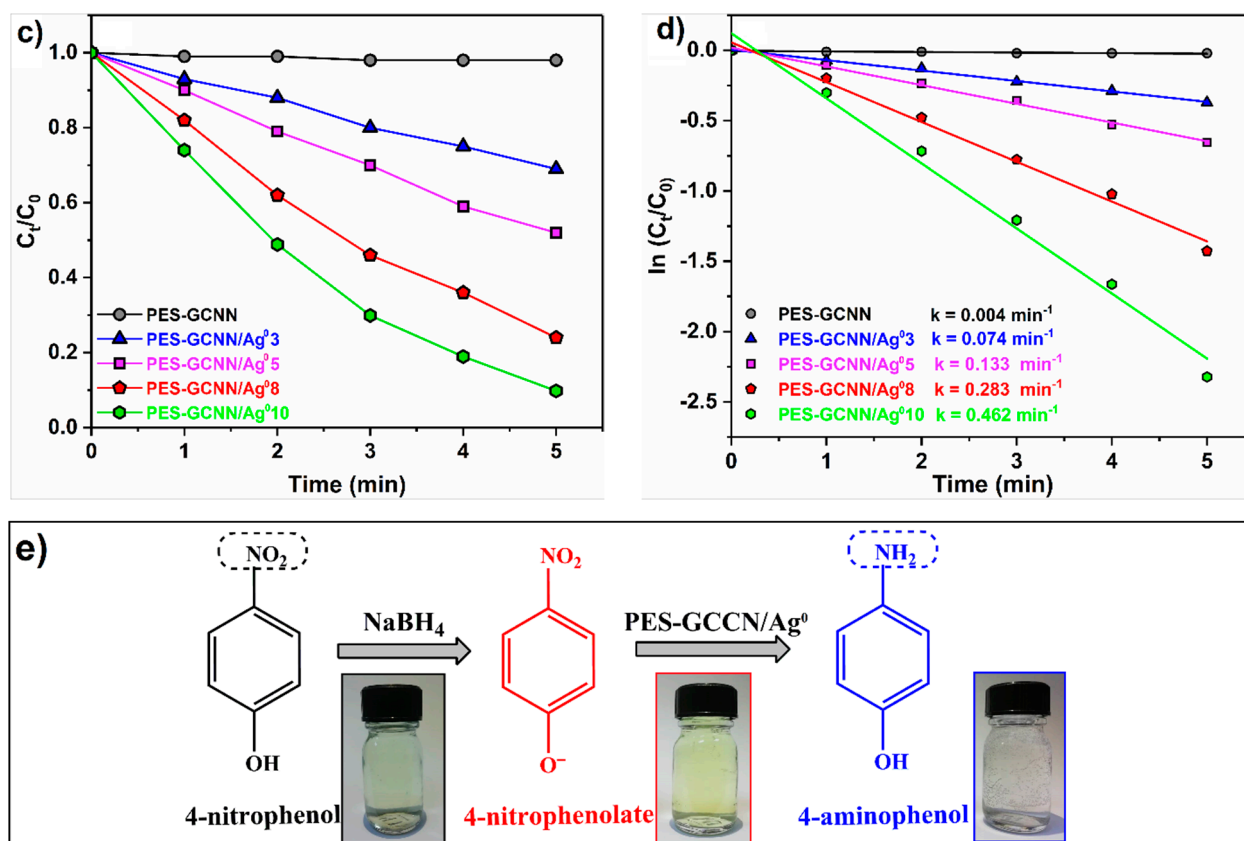 c)
1.0
0.8
0.6
0.4
0.2
0.0
Cₜ/C₀
PES-GCNN
PES-GCNN/Ag⁰3
PES-GCNN/Ag⁰5
PES-GCNN/Ag⁰8
PES-GCNN/Ag⁰10
0 1 2 3 4 5
Time (min)
d)
0.0
-0.5
-1.0
-1.5
-2.0
-2.5
ln (Cₜ/C₀)
PES-GCNN k = 0.004 min⁻¹
PES-GCNN/Ag⁰3 k = 0.074 min⁻¹
PES-GCNN/Ag⁰5 k = 0.133 min⁻¹
PES-GCNN/Ag⁰8 k = 0.283 min⁻¹
PES-GCNN/Ag⁰10 k = 0.462 min⁻¹
0 1 2 3 4 5
Time (min)
e)
NO₂
OH
4-nitrophenol
NaBH₄
NO₂
O⁻
4-nitrophenolate
PES-GCCN/Ag⁰
NH₂
OH
4-aminophenol